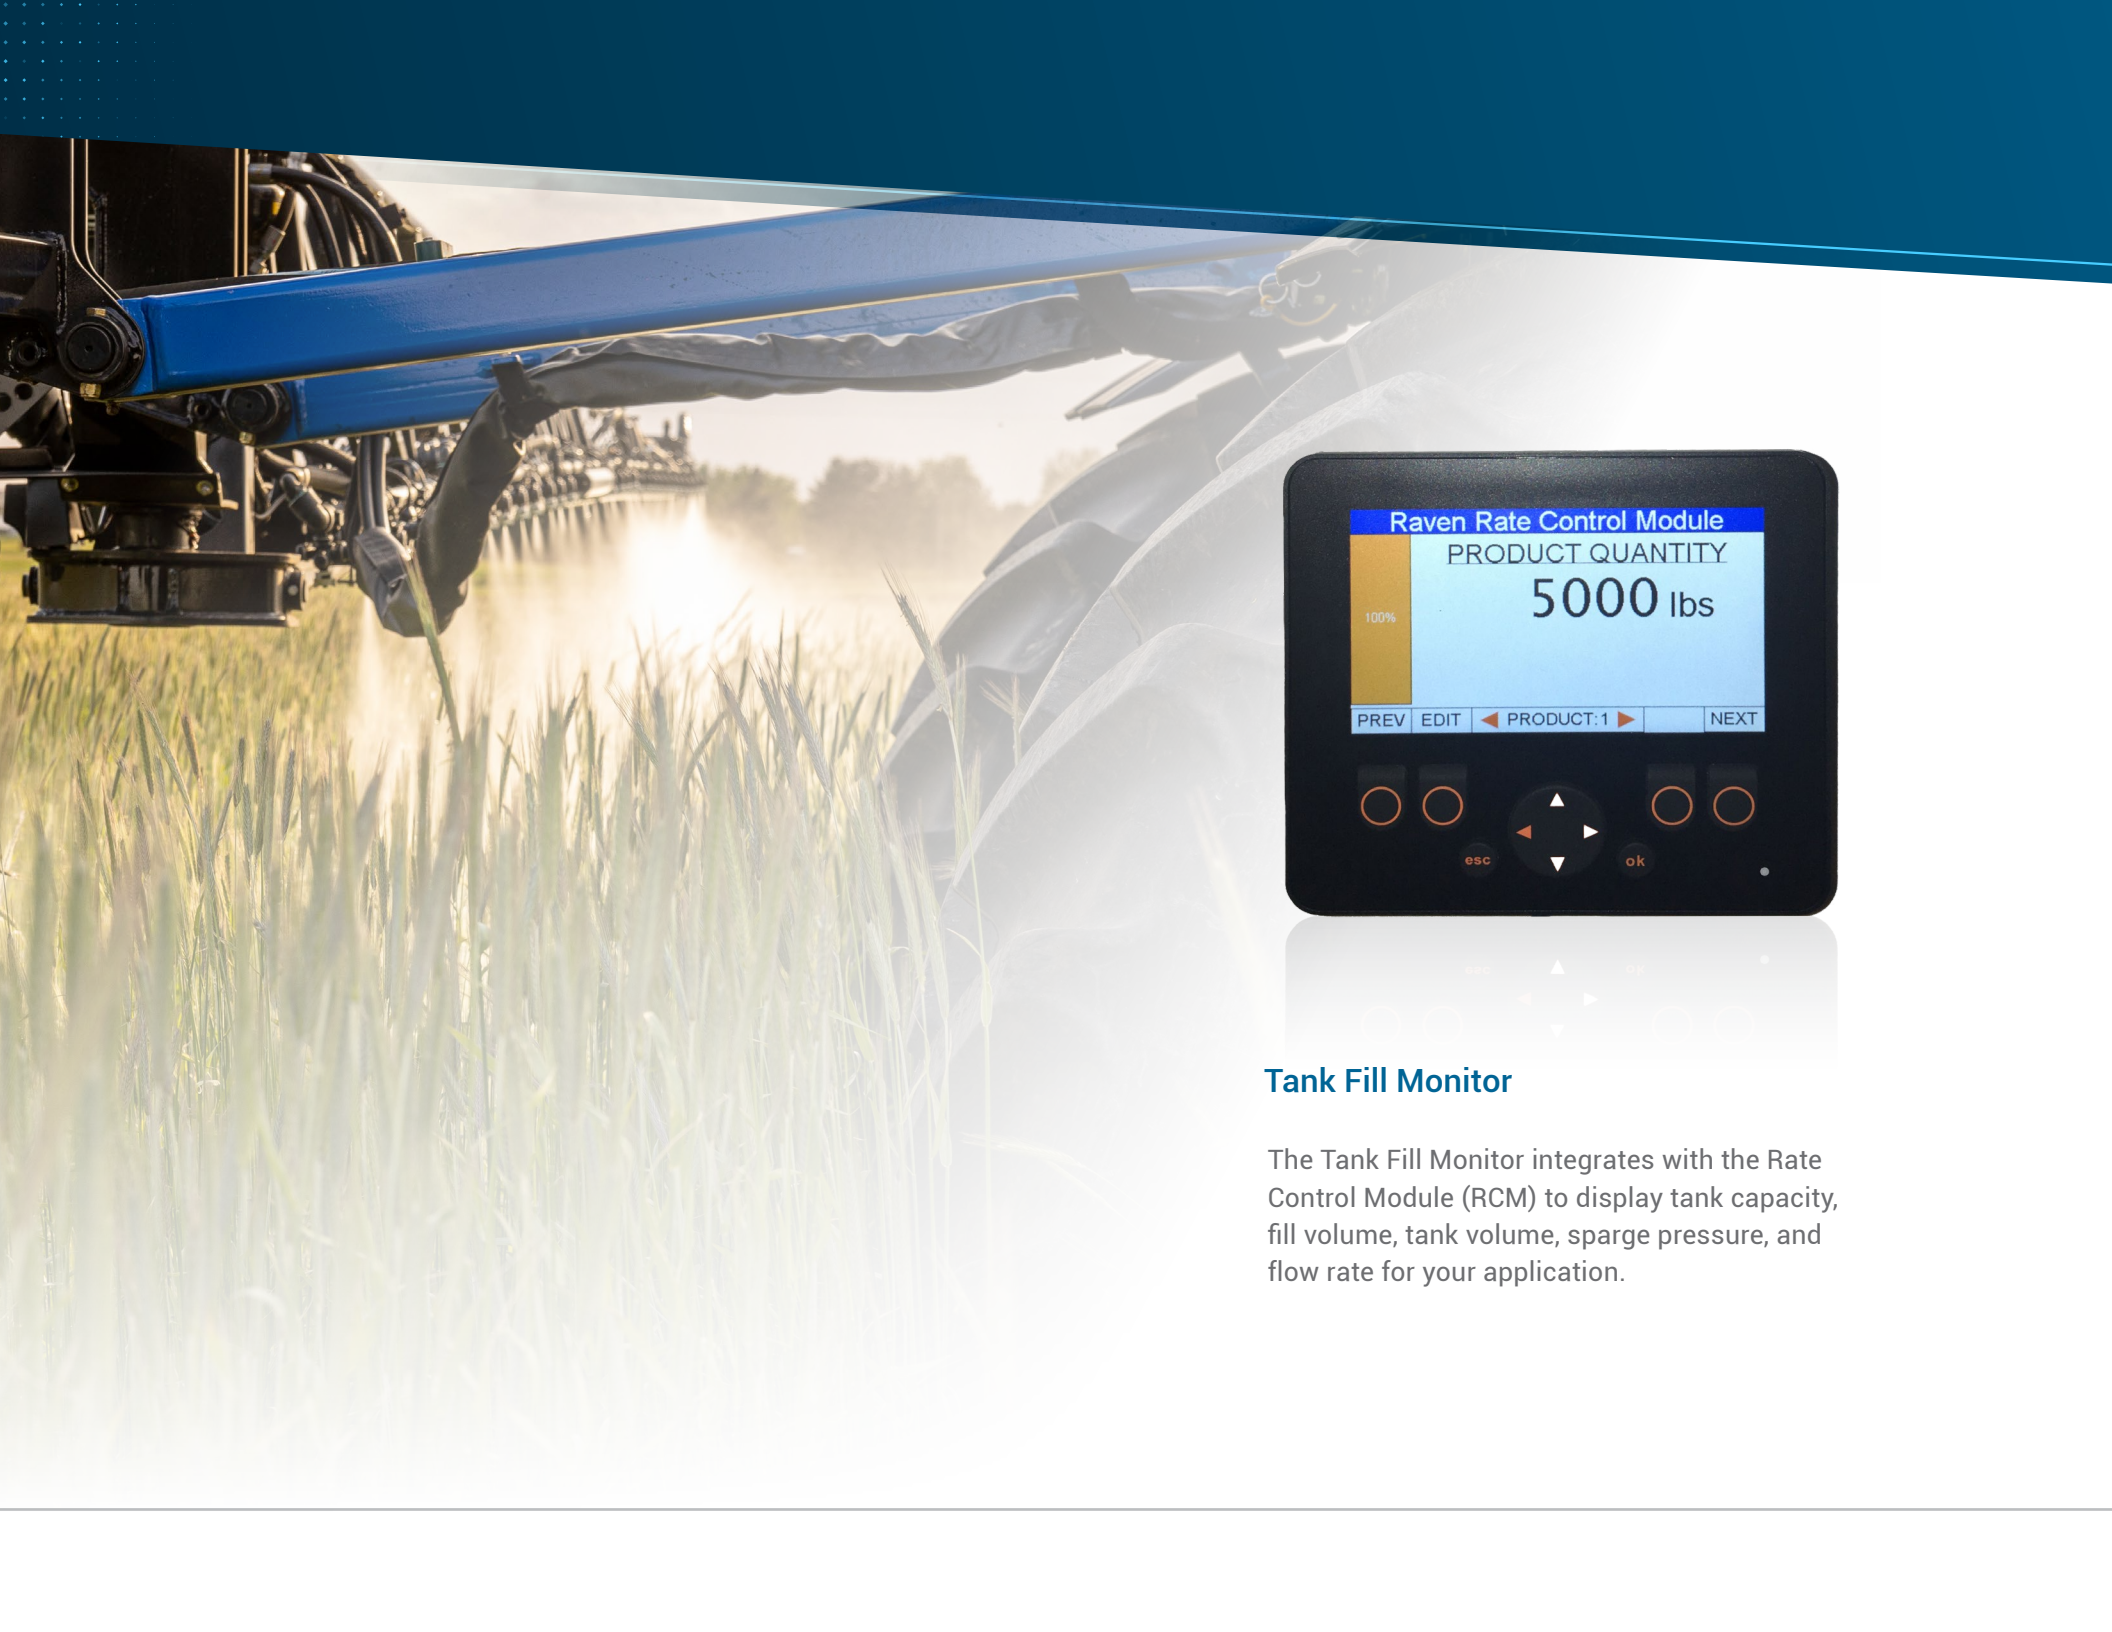 Raven Rate Control Module
PRODUCT QUANTITY
5000 lbs
100%
PREV EDIT PRODUCT:1 NEXT
esc ok
Tank Fill Monitor
The Tank Fill Monitor integrates with the Rate
Control Module (RCM) to display tank capacity,
fill volume, tank volume, sparge pressure, and
flow rate for your application.